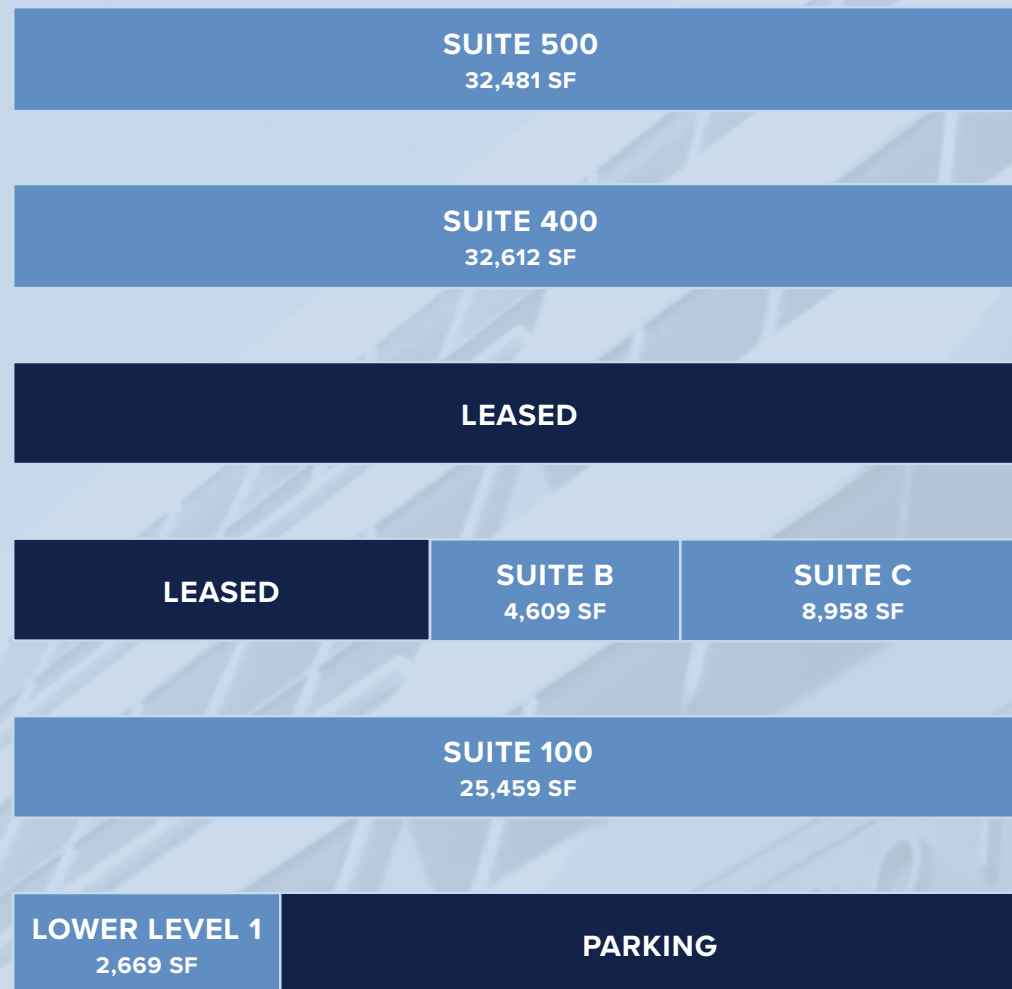 SUITE 500
32,481 SF
SUITE 400
32,612 SF
LEASED
LEASED
SUITE B
4,609 SF
SUITE C
8,958 SF
SUITE 100
25,459 SF
LOWER LEVEL 1
2,669 SF
PARKING